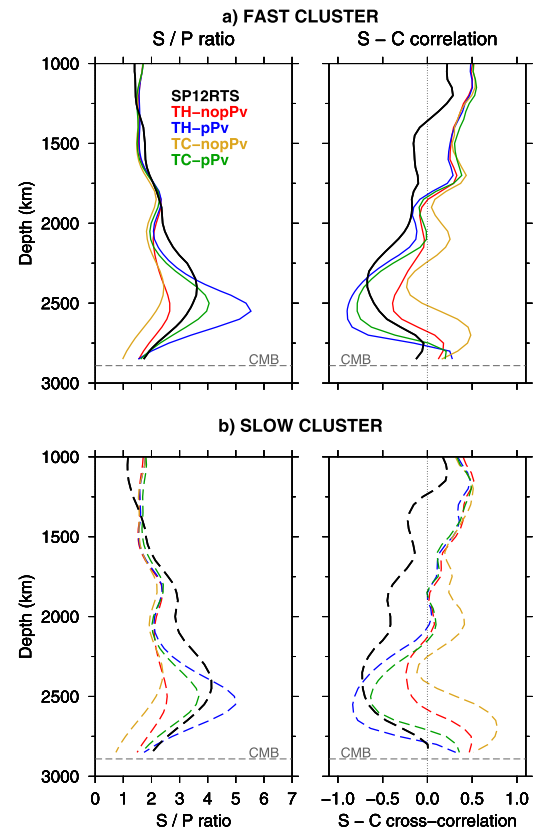 a) FAST CLUSTER
S / P ratio
S – C correlation
1000
1500
2000
2500
3000
Depth (km)
SP12RTS
TH–nopPv
TH–pPv
TC–nopPv
TC–pPv
CMB
CMB
b) SLOW CLUSTER
1000
1500
2000
2500
3000
Depth (km)
CMB
CMB
0 1 2 3 4 5 6 7
–1.0 –0.5 0.0 0.5 1.0
S / P ratio
S – C cross–correlation